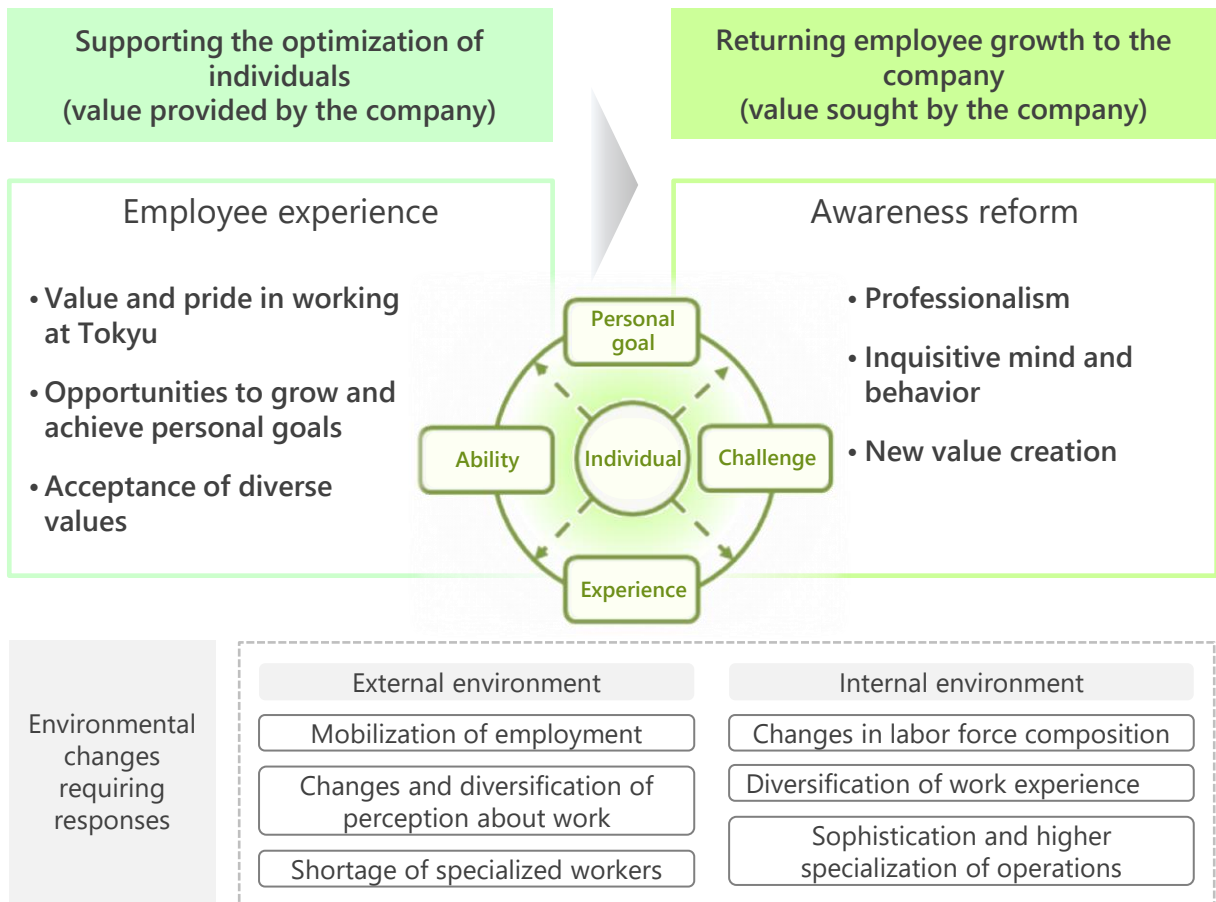 Supporting the optimization of
individuals
(value provided by the company)
Returning employee growth to the
company
(value sought by the company)
Employee experience
• Value and pride in working
at Tokyu
• Opportunities to grow and
achieve personal goals
• Acceptance of diverse
values
Personal
goal
Ability
Individual
Challenge
Experience
Awareness reform
• Professionalism
• Inquisitive mind and
behavior
• New value creation
Environmental
changes
requiring
responses
External environment
Mobilization of employment
Changes and diversification of
perception about work
Shortage of specialized workers
Internal environment
Changes in labor force composition
Diversification of work experience
Sophistication and higher
specialization of operations